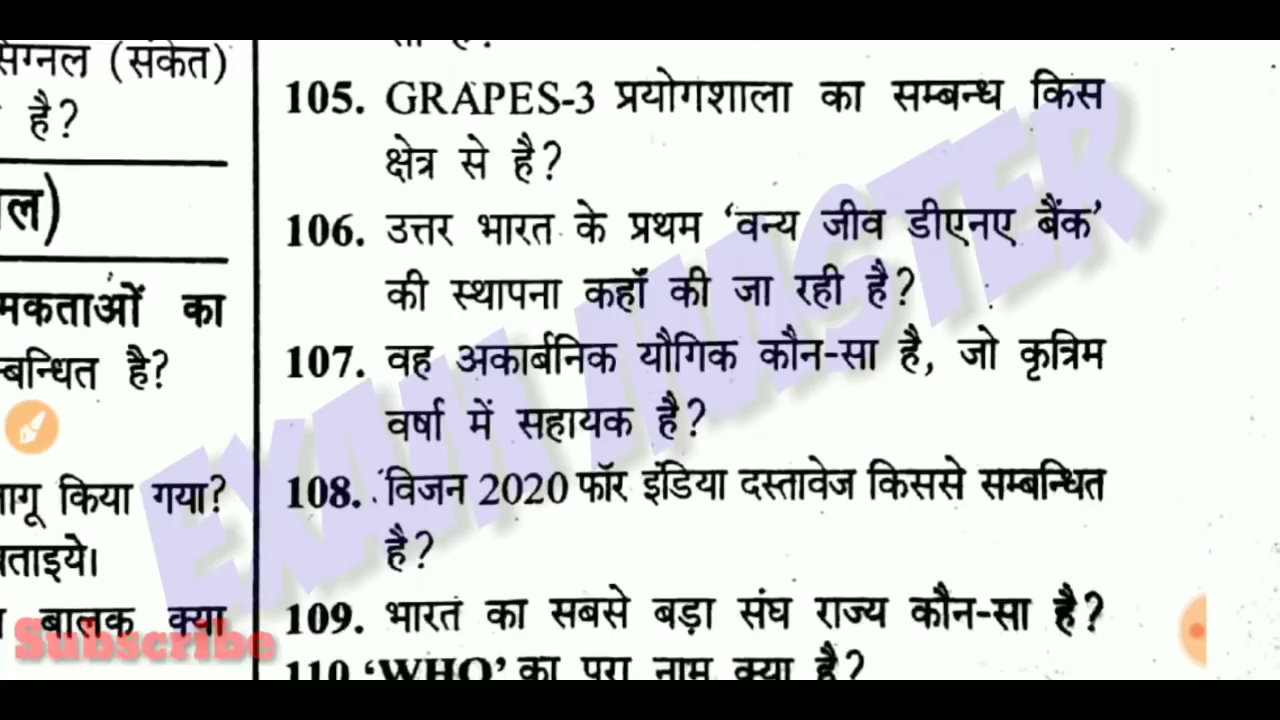 सिग्नल (संकेत)
है?
मकताओं का
म्बन्धित है?
लागू किया गया?
बताइये।
बालक क्या
Subscribe
105. GRAPES-3 प्रयोगशाला का सम्बन्ध किस
क्षेत्र से है?
106. उत्तर भारत के प्रथम ‘वन्य जीव डीएनए बैंक’
की स्थापना कहाँ की जा रही है?
107. वह अकार्बनिक यौगिक कौन-सा है, जो कृत्रिम
वर्षा में सहायक है?
108. विजन 2020 फॉर इंडिया दस्तावेज किससे सम्बन्धित
है?
109. भारत का सबसे बड़ा संघ राज्य कौन-सा है?
110 ‘WHO’ का पूरा नाम क्या है?
EXAM MASTER